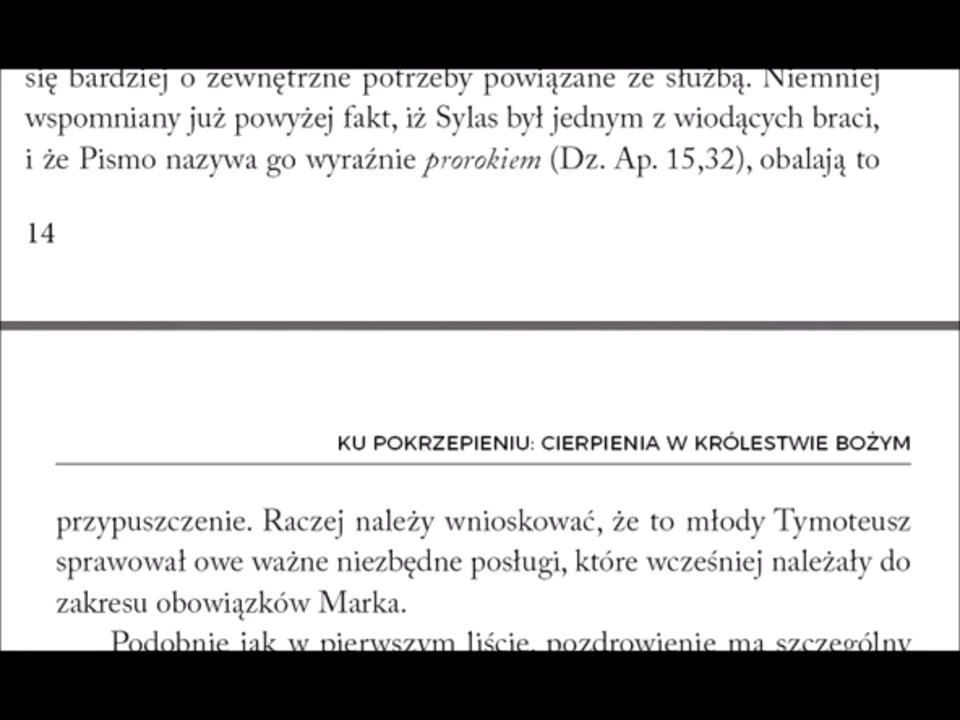 się bardziej o zewnętrzne potrzeby powiązane ze służbą. Niemniej
wspomniany już powyżej fakt, iż Sylas był jednym z wiodących braci,
i że Pismo nazywa go wyraźnie prorokiem (Dz. Ap. 15,32), obalają to
14
KU POKRZEPIENIU: CIERPIENIA W KRÓLESTWIE BOŻYM
przypuszczenie. Raczej należy wnioskować, że to młody Tymoteusz
sprawował owe ważne niezbędne posługi, które wcześniej należały do
zakresu obowiązków Marka.
Podobnie jak w pierwszym liście, pozdrowienie ma szczególny